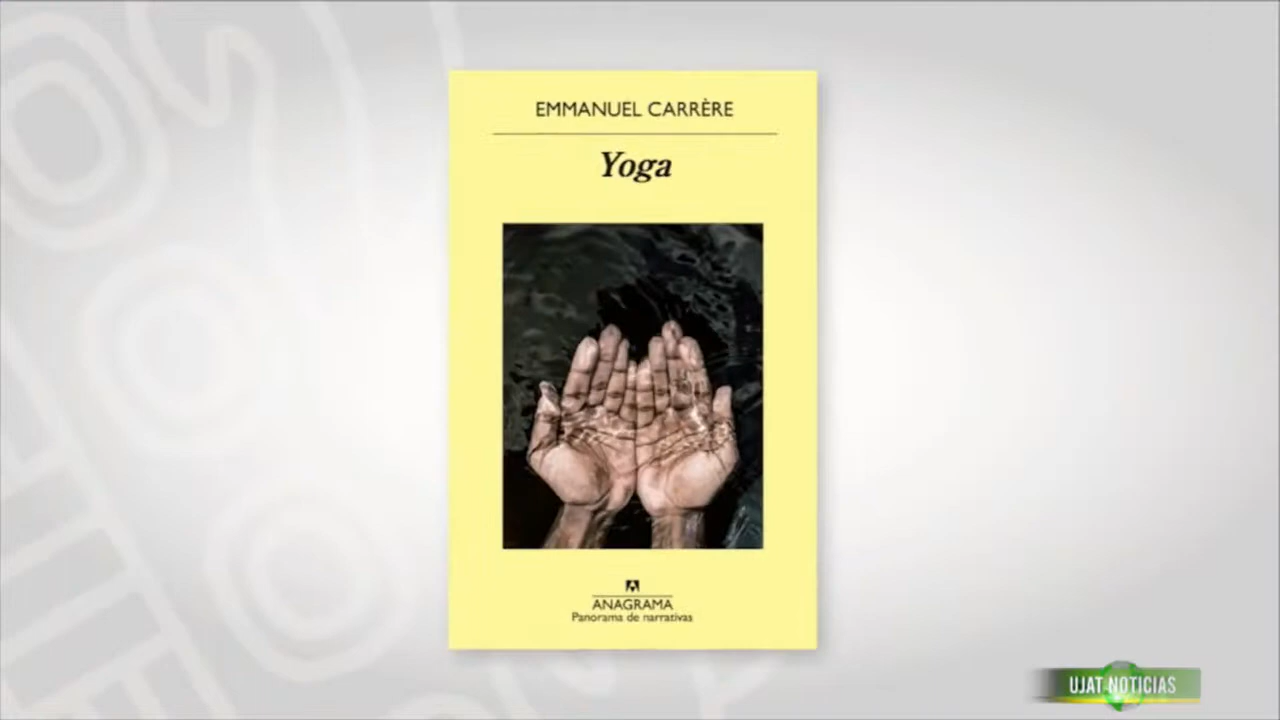 EMMANUEL CARRÈRE
Yoga
ANAGRAMA
Panorama de narrativas
UJAT NOTICIAS